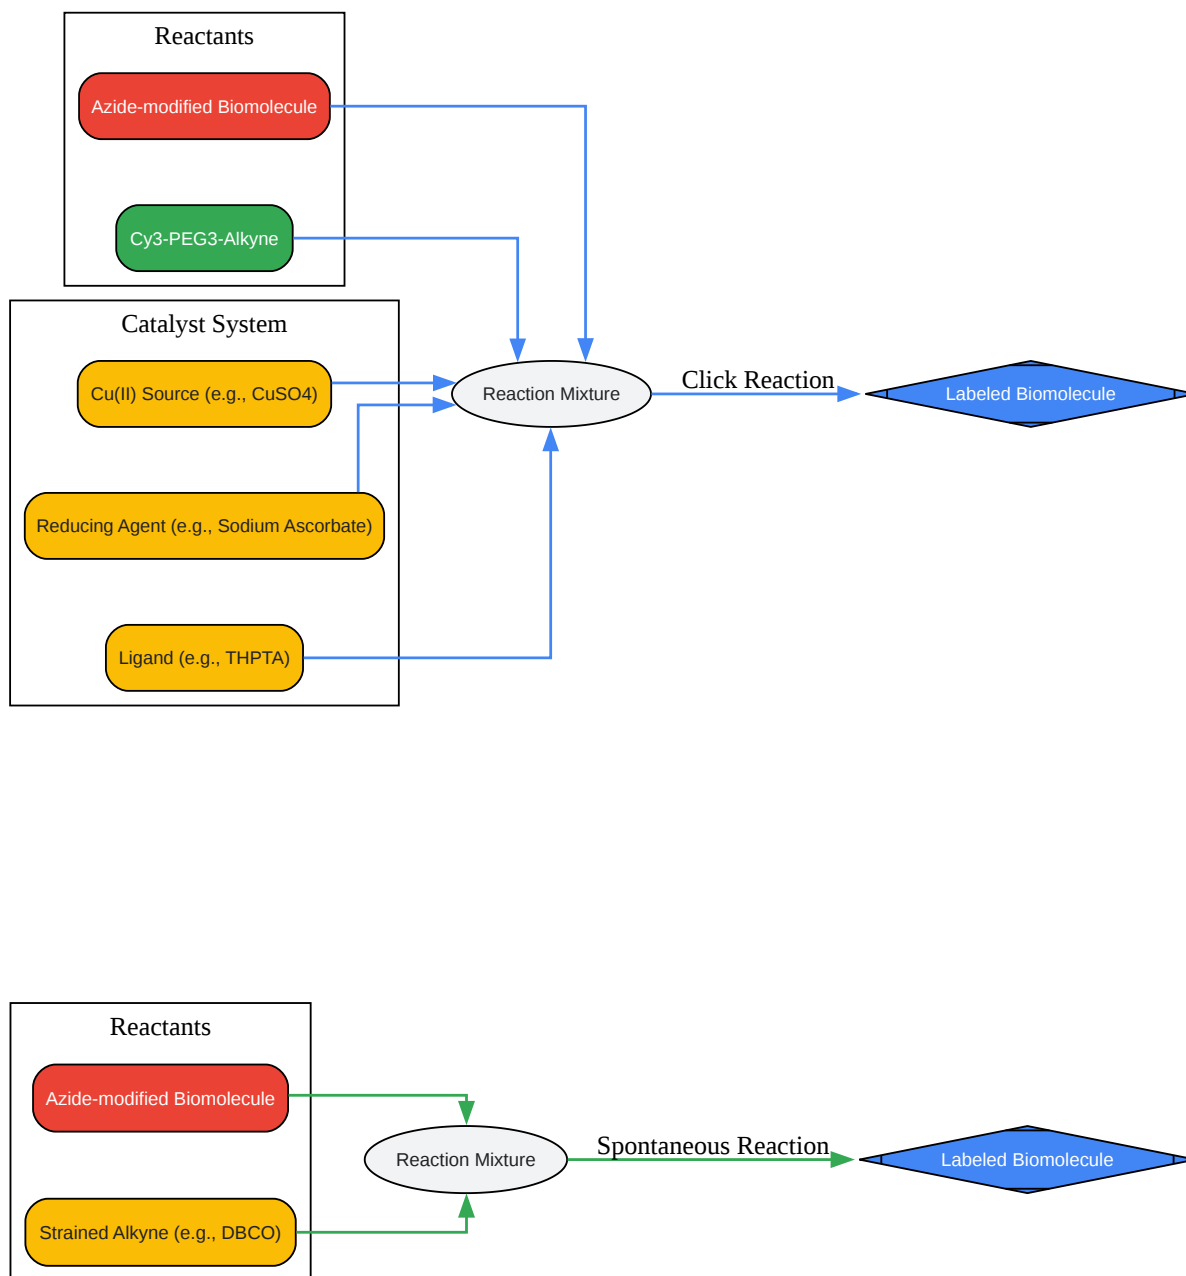 Reactants
Azide-modified Biomolecule
Cy3-PEG3-Alkyne
Catalyst System
Cu(II) Source (e.g., CuSO4)
Reducing Agent (e.g., Sodium Ascorbate)
Ligand (e.g., THPTA)
Reaction Mixture
Click Reaction
Labeled Biomolecule
Reactants
Azide-modified Biomolecule
Strained Alkyne (e.g., DBCO)
Reaction Mixture
Spontaneous Reaction
Labeled Biomolecule